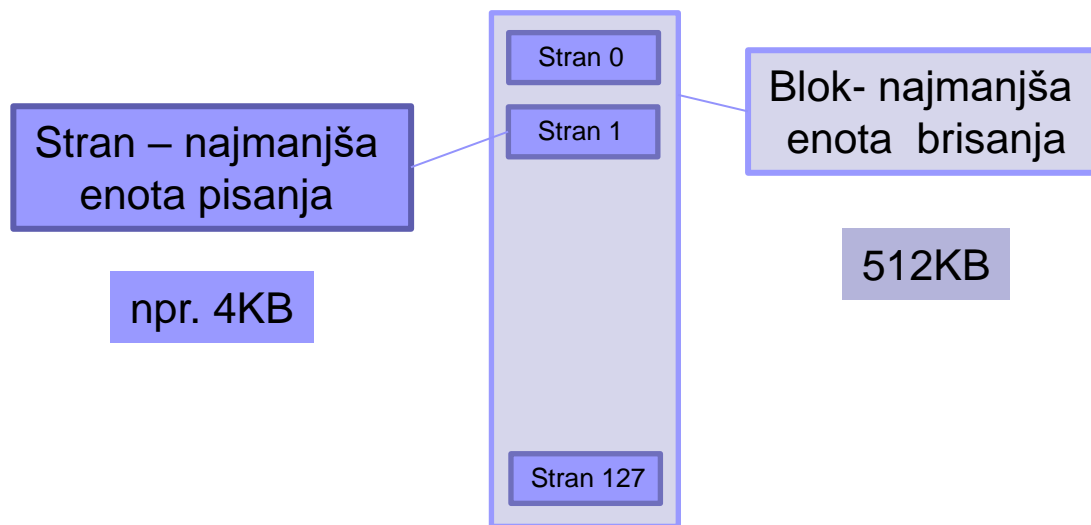 Stran 0
Stran 1
Stran 127
Stran – najmanjša
enota pisanja
npr. 4KB
Blok- najmanjša
enota brisanja
512KB